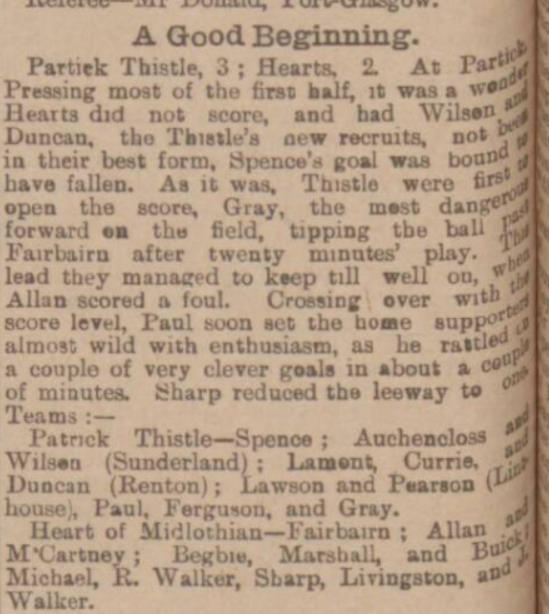 Referee—Mr Donald, Port-Glasgow.
A Good Beginning.
Partick Thistle, 3 ; Hearts, 2. At Partick.
Pressing most of the first half, it was a wonder
Hearts did not score, and had Wilson and
Duncan, the Thistle's new recruits, not been
in their best form, Spence's goal was bound to
have fallen. As it was, Thistle were first to
open the score, Gray, the most dangerous
forward on the field, tipping the ball past
Fairbairn after twenty minutes' play. This
lead they managed to keep till well on, when
Allan scored a foul. Crossing over with the
score level, Paul soon set the home supporters
almost wild with enthusiasm, as he rattled in
a couple of very clever goals in about a couple
of minutes. Sharp reduced the leeway to one.
Teams :—
Patrick Thistle—Spence ; Auchencloss and
Wilson (Sunderland) ; Lamont, Currie, and
Duncan (Renton) ; Lawson and Pearson (Lint-
house), Paul, Ferguson, and Gray.
Heart of Midlothian—Fairbairn ; Allan and
M'Cartney ; Begbie, Marshall, and Buick ;
Michael, R. Walker, Sharp, Livingston, and J.
Walker.